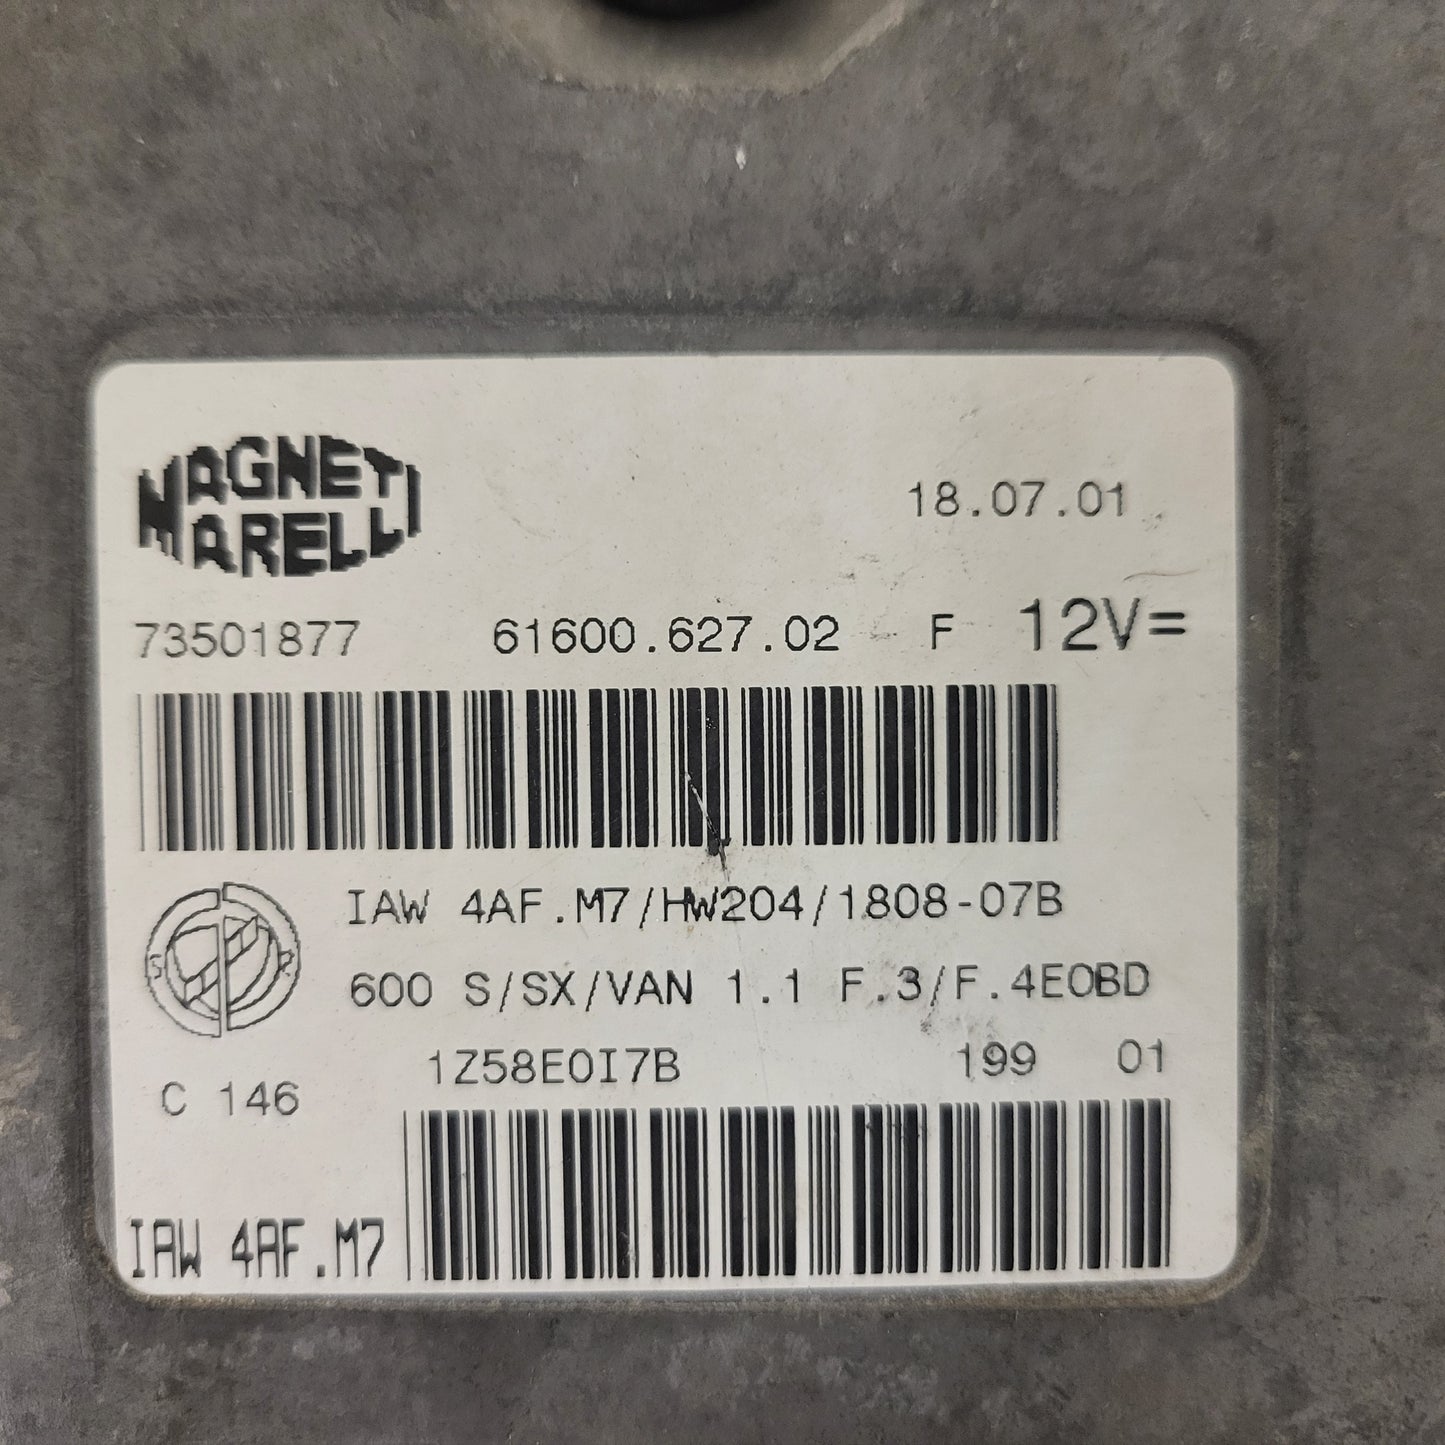 MAGNETI
MARELLI
18.07.01
73501877 61600.627.02 F 12V=
IAW 4AF.M7/HW204/1808-07B
S R
600 S/SX/VAN 1.1 F.3/F.4EOBD
1Z58E0I7B 199 01
C 146
IAW 4AF.M7